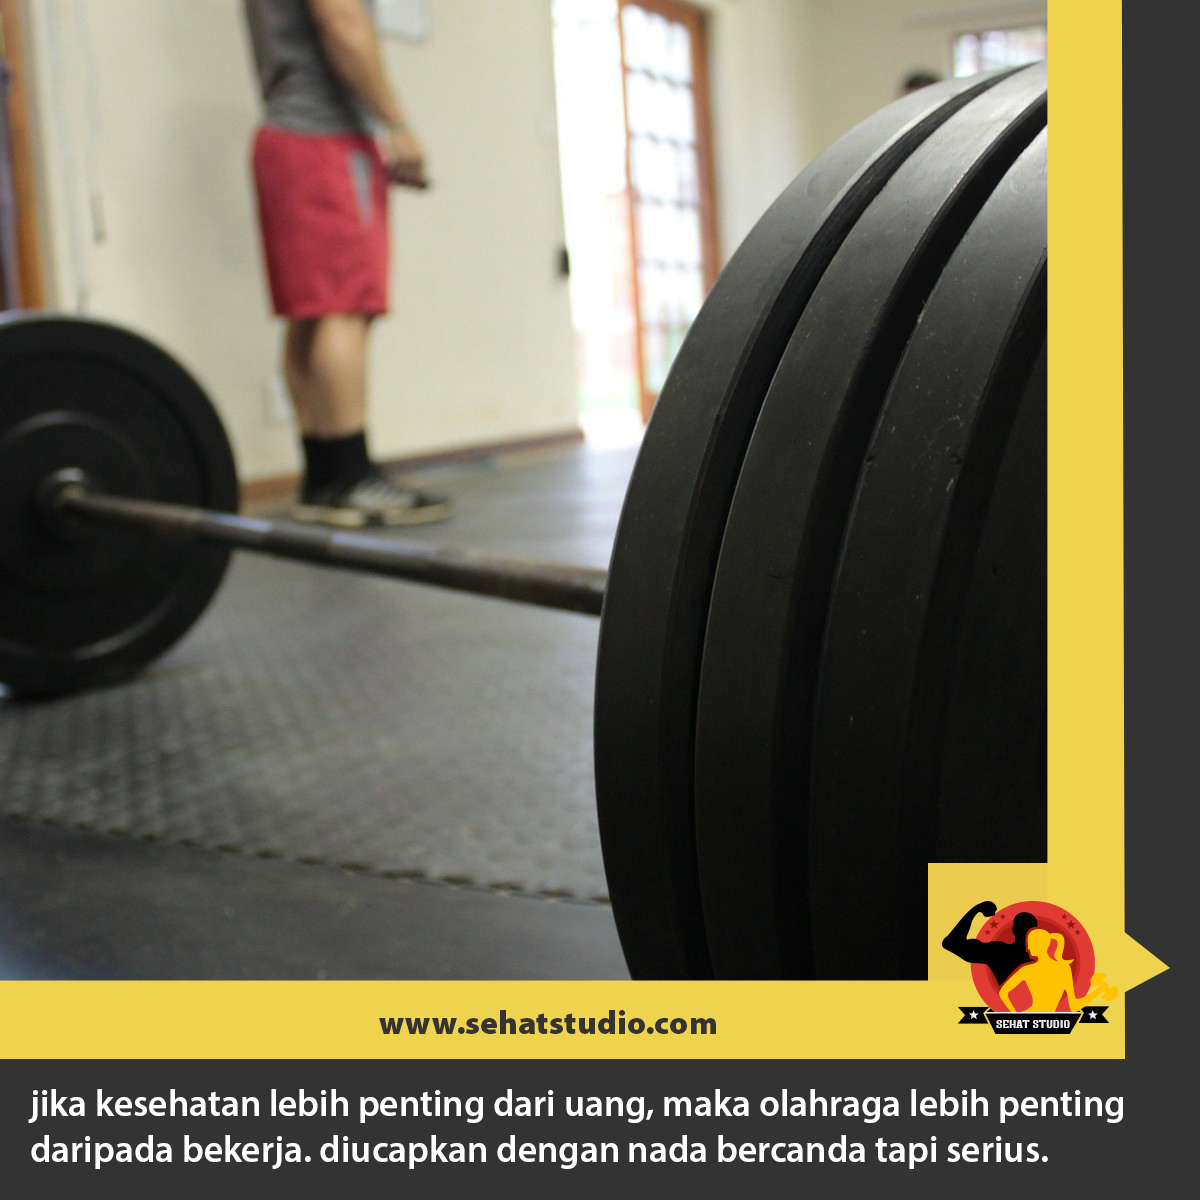 www.sehatstudio.com
SEHAT STUDIO
jika kesehatan lebih penting dari uang, maka olahraga lebih penting
daripada bekerja. diucapkan dengan nada bercanda tapi serius.